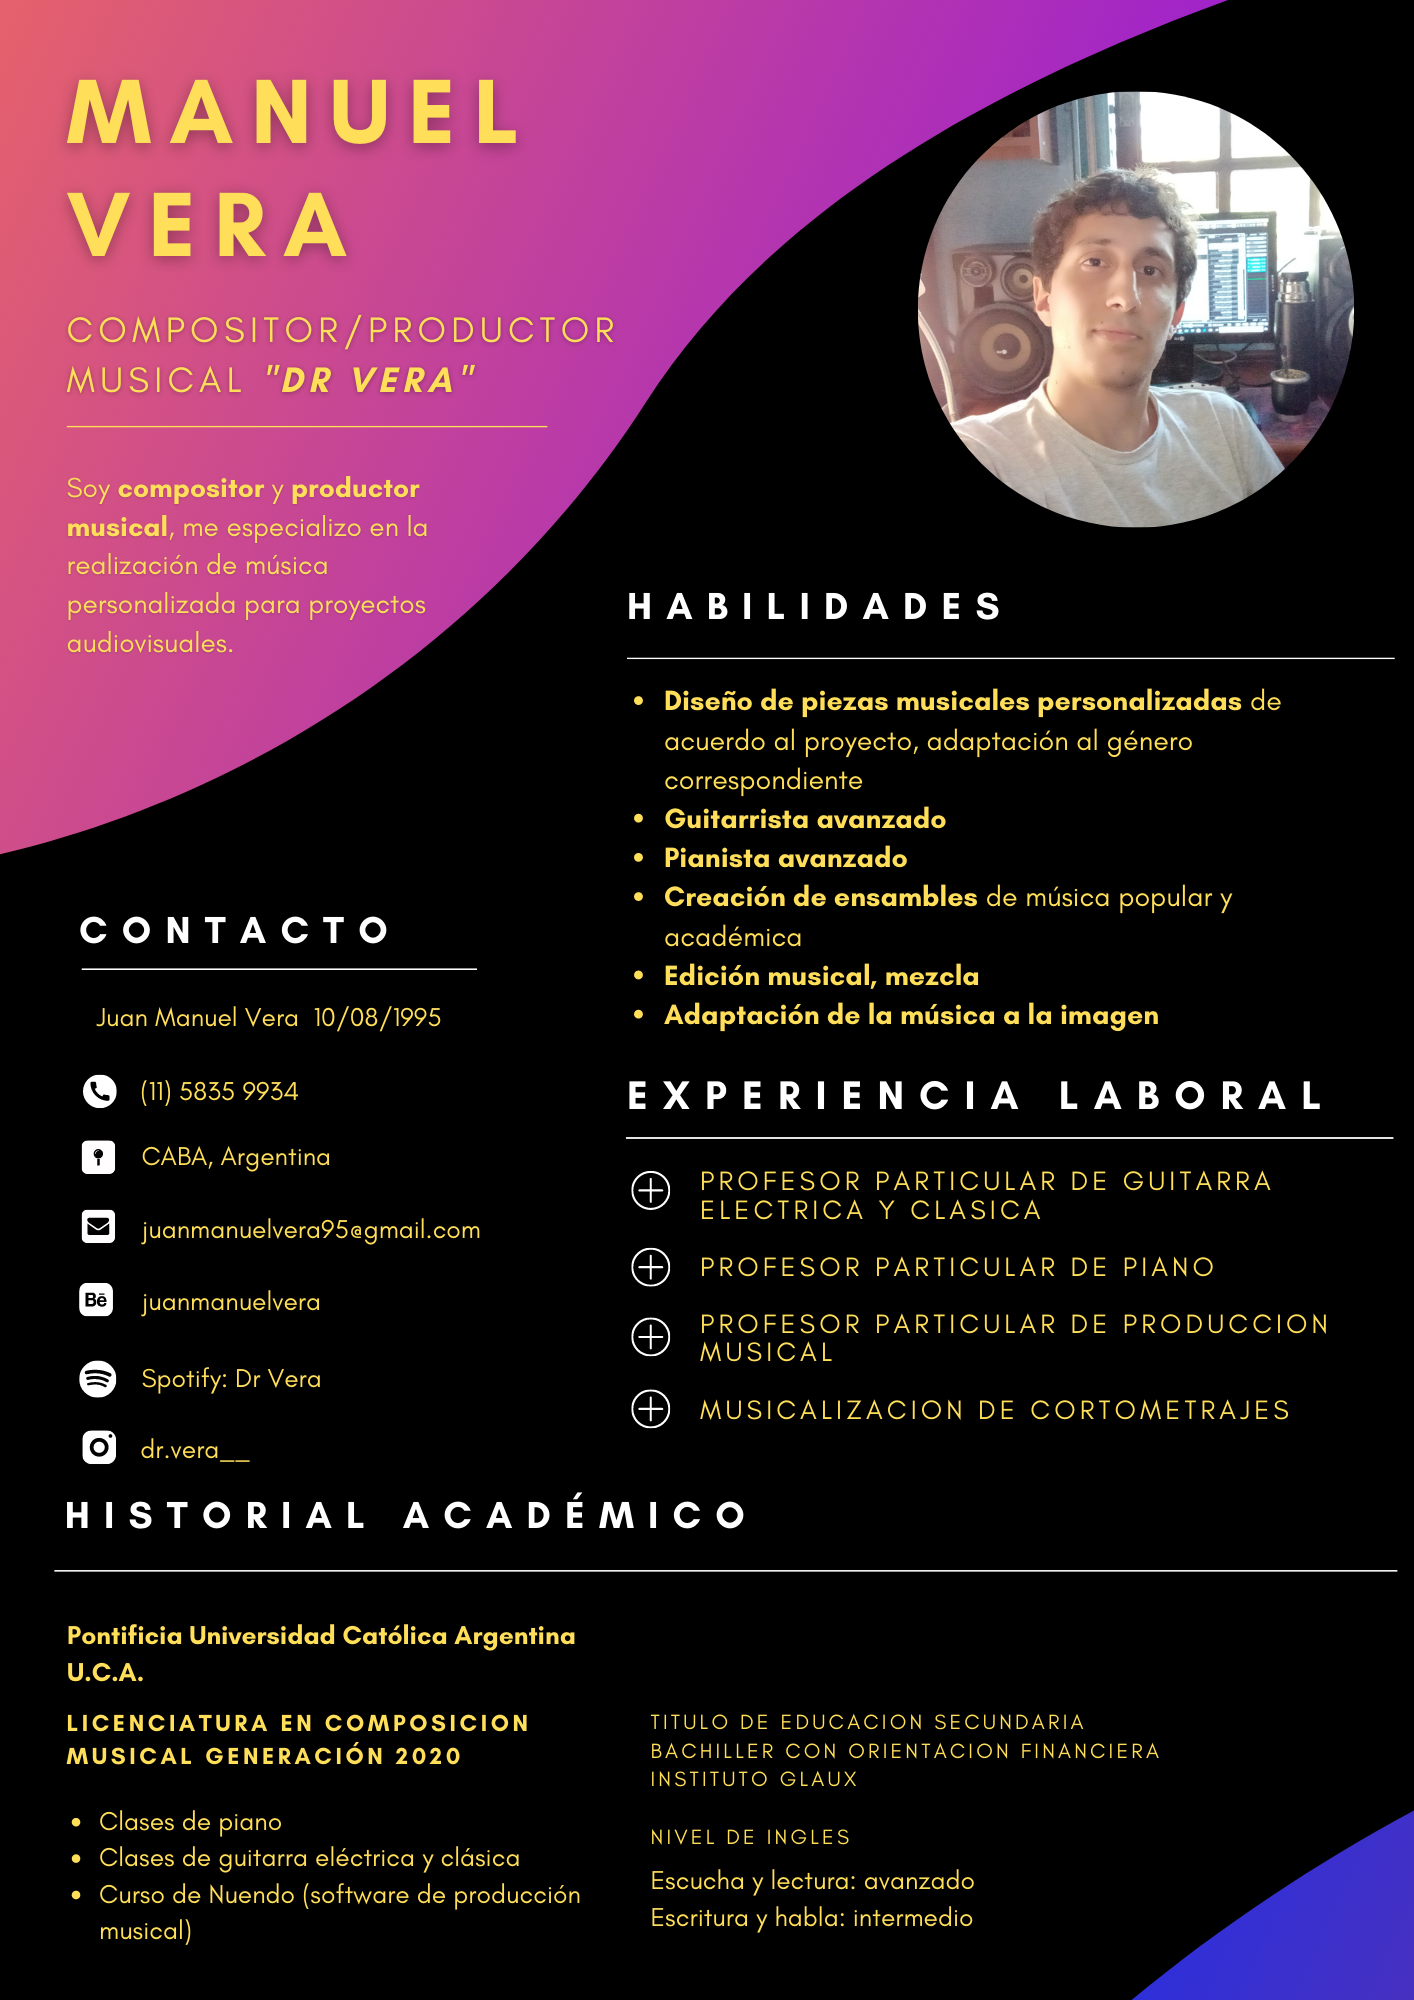 MANUEL
VERA
COMPOSITOR/PRODUCTOR
MUSICAL "DR VERA"
Soy compositor y productor
musical, me especializo en la
realización de música
personalizada para proyectos
audiovisuales.
HABILIDADES
• Diseño de piezas musicales personalizadas de
acuerdo al proyecto, adaptación al género
correspondiente
• Guitarrista avanzado
• Pianista avanzado
• Creación de ensambles de música popular y
académica
• Edición musical, mezcla
• Adaptación de la música a la imagen
CONTACTO
Juan Manuel Vera 10/08/1995
(11) 5835 9934
CABA, Argentina
juanmanuelvera95@gmail.com
Bē juanmanuelvera
Spotify: Dr Vera
dr.vera__
EXPERIENCIA LABORAL
PROFESOR PARTICULAR DE GUITARRA
ELECTRICA Y CLASICA
PROFESOR PARTICULAR DE PIANO
PROFESOR PARTICULAR DE PRODUCCION
MUSICAL
MUSICALIZACION DE CORTOMETRAJES
HISTORIAL ACADÉMICO
Pontificia Universidad Católica Argentina
U.C.A.
LICENCIATURA EN COMPOSICION
MUSICAL GENERACIÓN 2020
• Clases de piano
• Clases de guitarra eléctrica y clásica
• Curso de Nuendo (software de producción
musical)
TITULO DE EDUCACION SECUNDARIA
BACHILLER CON ORIENTACION FINANCIERA
INSTITUTO GLAUX
NIVEL DE INGLES
Escucha y lectura: avanzado
Escritura y habla: intermedio